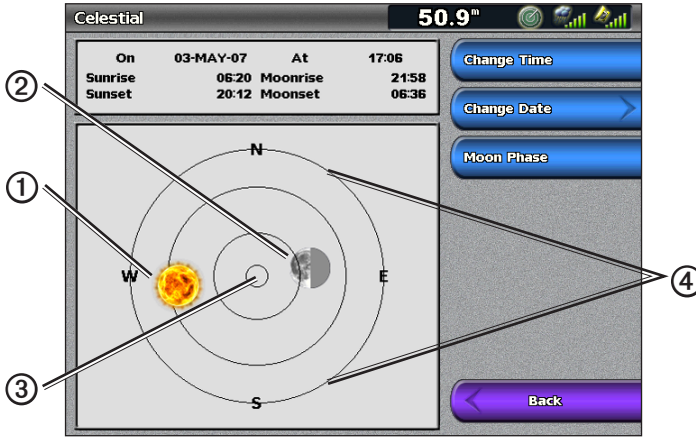 Celestial
50.9ᵐ
On 03-MAY-07 At 17:06
Sunrise 06:20 Moonrise 21:58
Sunset 20:12 Moonset 06:36
Change Time
Change Date
Moon Phase
②
①
N
W
E
④
③
S
Back